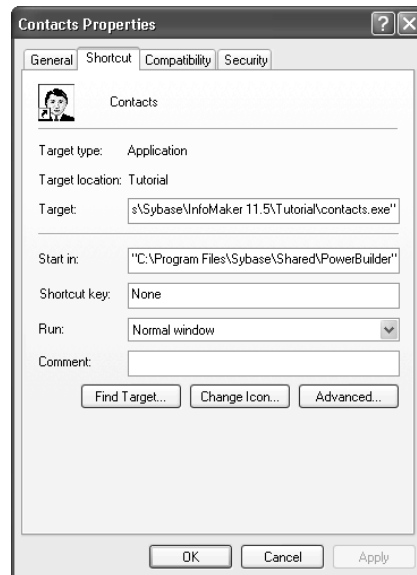 Contacts Properties
General Shortcut Compatibility Security
Contacts
Target type: Application
Target location: Tutorial
Target: s\Sybase\InfoMaker 11.5\Tutorial\contacts.exe"
Start in: "C:\Program Files\Sybase\Shared\PowerBuilder"
Shortcut key: None
Run: Normal window
Comment:
Find Target... Change Icon... Advanced...
OK Cancel Apply